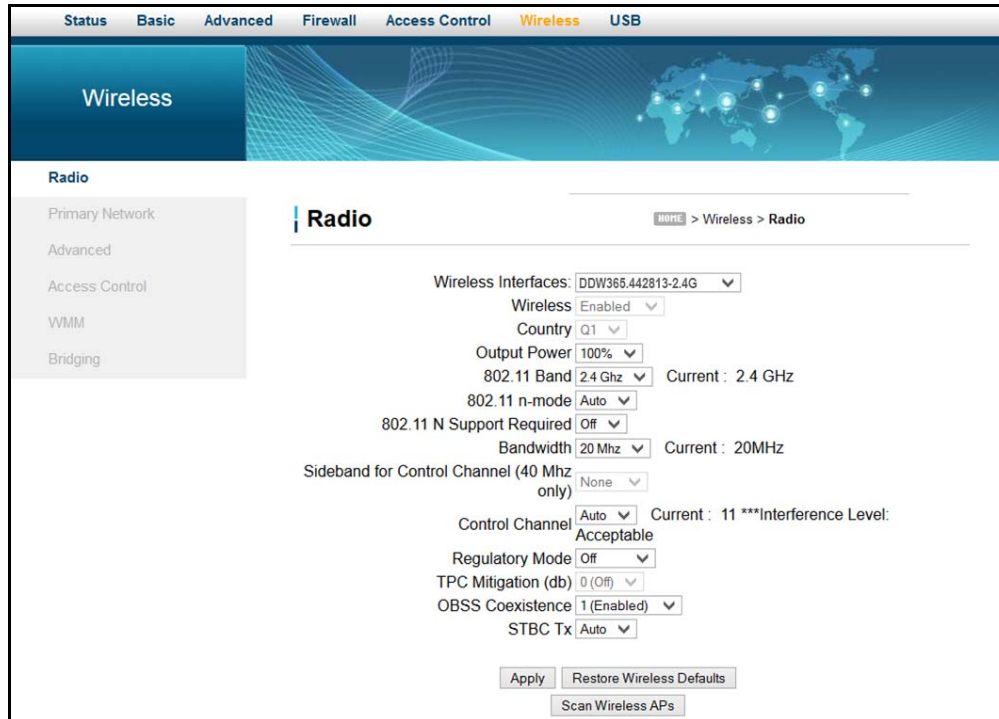 Status Basic Advanced Firewall Access Control Wireless USB
Wireless
Radio
Primary Network
Advanced
Access Control
WMM
Bridging
Radio
HOME > Wireless > Radio
Wireless Interfaces: DDW365.442813-2.4G
Wireless Enabled
Country Q1
Output Power 100%
802.11 Band 2.4 Ghz Current : 2.4 GHz
802.11 n-mode Auto
802.11 N Support Required Off
Bandwidth 20 Mhz Current : 20MHz
Sideband for Control Channel (40 Mhz
only) None
Control Channel Auto Current : 11 ***Interference Level:
Acceptable
Regulatory Mode Off
TPC Mitigation (db) 0 (Off)
OBSS Coexistence 1 (Enabled)
STBC Tx Auto
Apply Restore Wireless Defaults
Scan Wireless APs